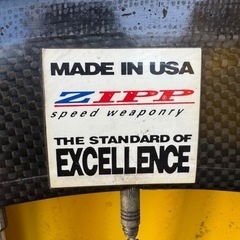 MADE IN USA
ZIPP
speed weaponry
THE STANDARD OF
EXCELLENCE